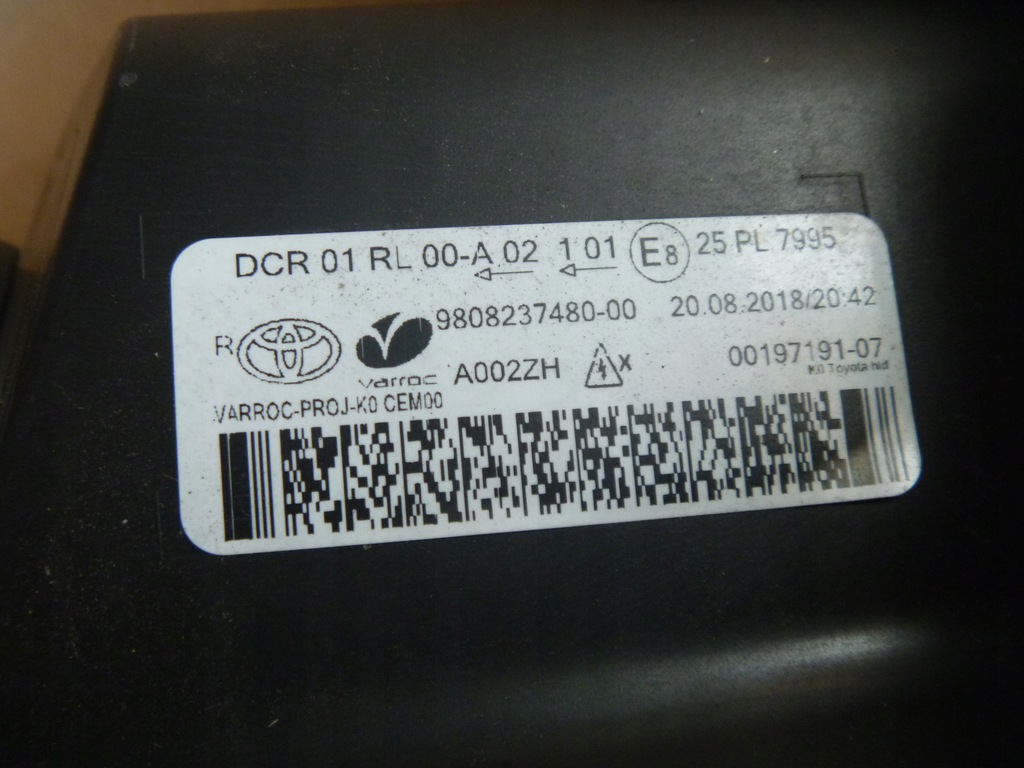 DCR 01 RL 00-A 02 1 01 E8 25 PL 7995
R 9808237480-00 20.08.2018/20:42
varroc A002ZH X 00197191-07
K0 Toyota hid
VARROC-PROJ-K0 CEM00